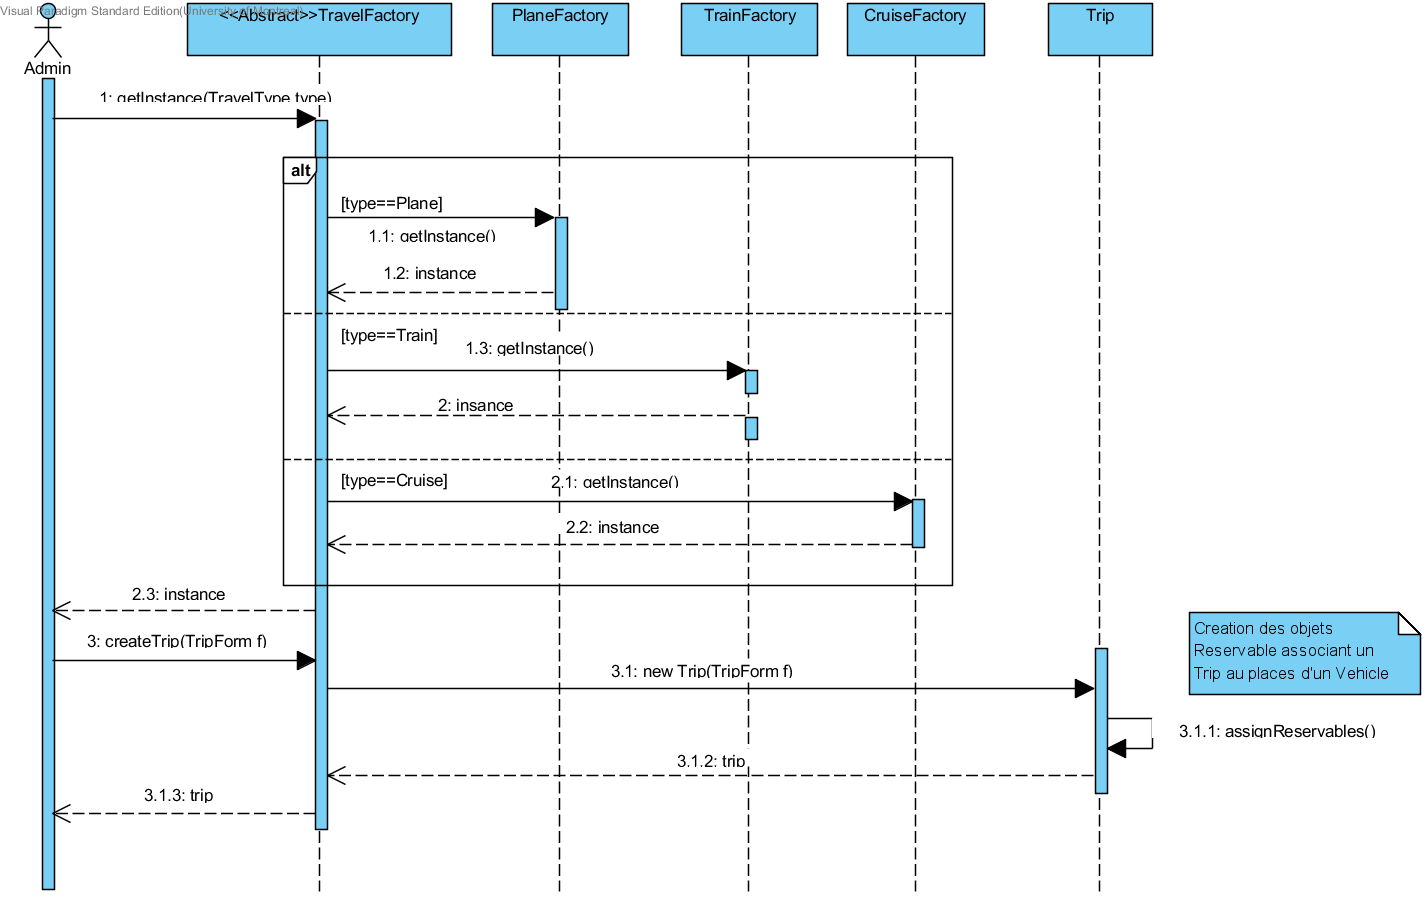 Visual Paradigm Standard Edition(University of Montreal)
<<Abstract>>TravelFactory
PlaneFactory
TrainFactory
CruiseFactory
Trip
Admin
1: getInstance(TravelType type)
alt
[type==Plane]
1.1: getInstance()
1.2: instance
[type==Train]
1.3: getInstance()
2: insance
[type==Cruise]
2.1: getInstance()
2.2: instance
2.3: instance
3: createTrip(TripForm f)
3.1: new Trip(TripForm f)
Creation des objets
Reservable associant un
Trip au places d'un Vehicle
3.1.1: assignReservables()
3.1.2: trip
3.1.3: trip